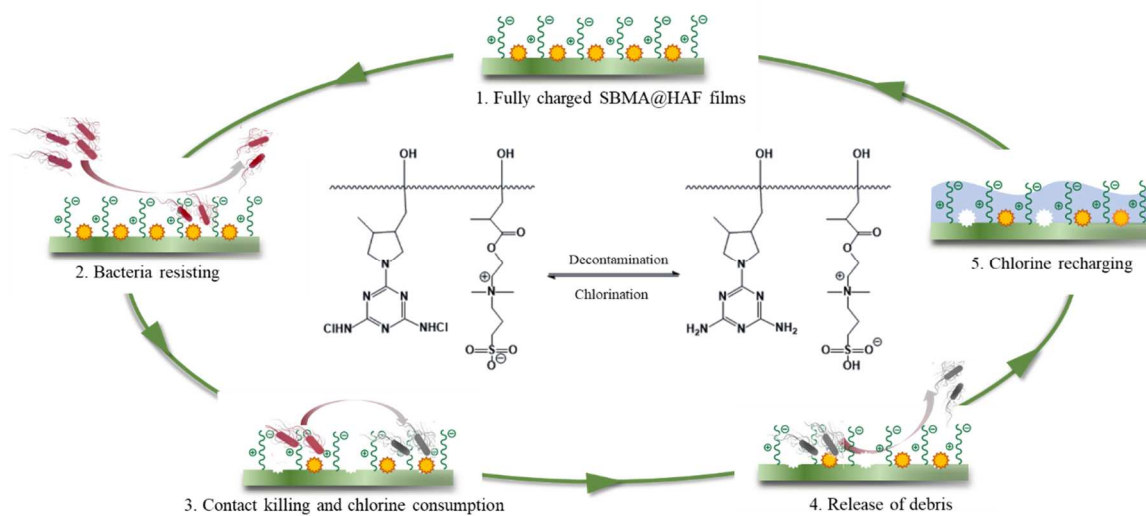 1. Fully charged SBMA@HAF films
2. Bacteria resisting
5. Chlorine recharging
3. Contact killing and chlorine consumption
4. Release of debris
Decontamination
Chlorination
OH
OH
O
O
N
N
N
N
N
ClHN
NHCl
O=S=O
O
OH
OH
O
O
N
N
N
N
N
H₂N
NH₂
O=S=O
OH